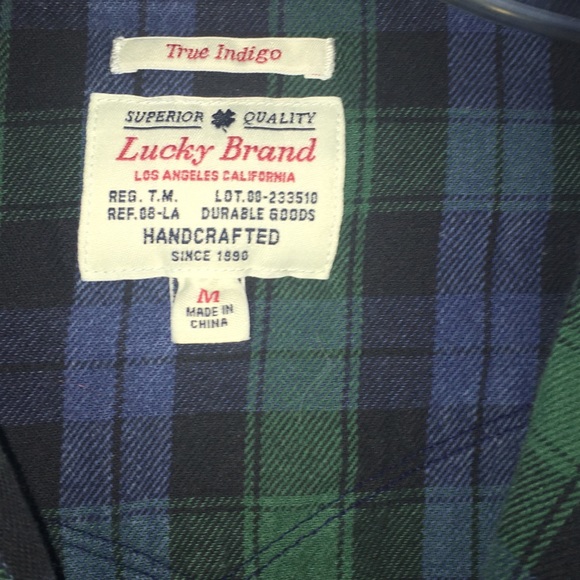 True Indigo
SUPERIOR QUALITY
Lucky Brand
LOS ANGELES CALIFORNIA
REG. T.M. LOT.08-233510
REF.08-LA DURABLE GOODS
HANDCRAFTED
SINCE 1990
M
MADE IN
CHINA